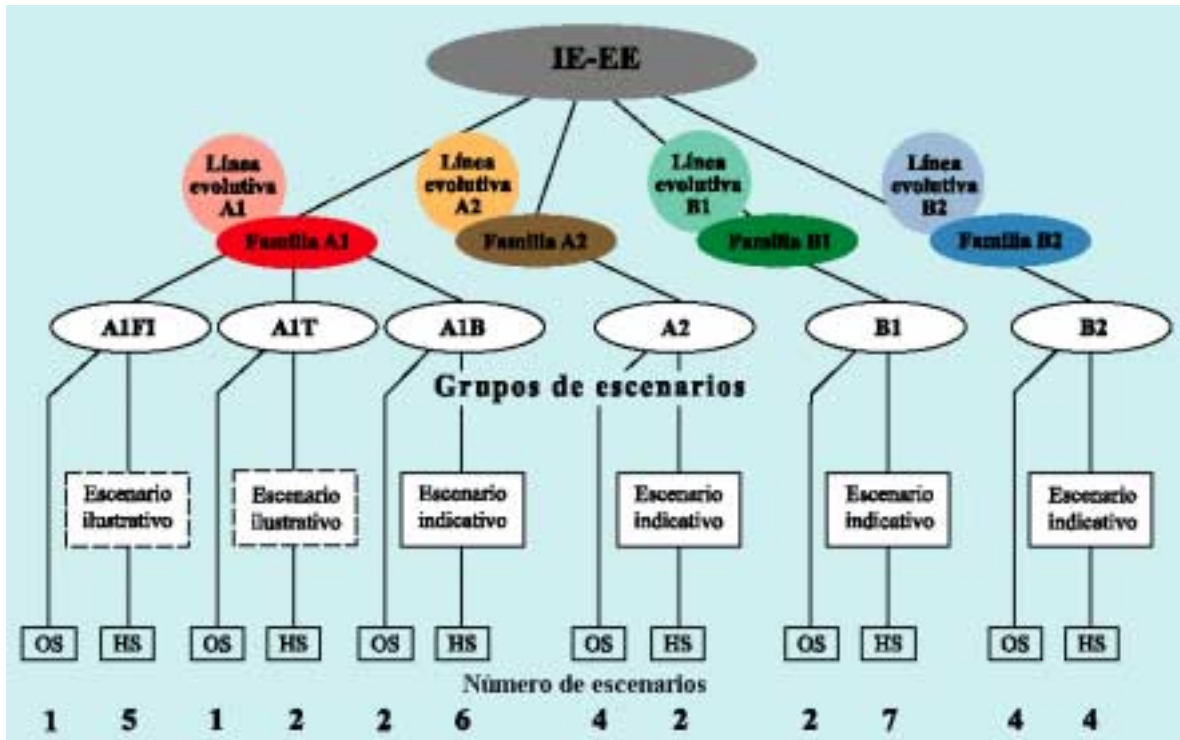 IE-EE
Línea
evolutiva
A1
Línea
evolutiva
A2
Línea
evolutiva
B1
Línea
evolutiva
B2
Familia A1
Familia A2
Familia B1
Familia B2
A1FI
A1T
A1B
A2
B1
B2
Grupos de escenarios
Escenario
ilustrativo
Escenario
ilustrativo
Escenario
indicativo
Escenario
indicativo
Escenario
indicativo
Escenario
indicativo
OS HS OS HS OS HS OS HS OS HS OS HS
Número de escenarios
1 5 1 2 2 6 4 2 2 7 4 4